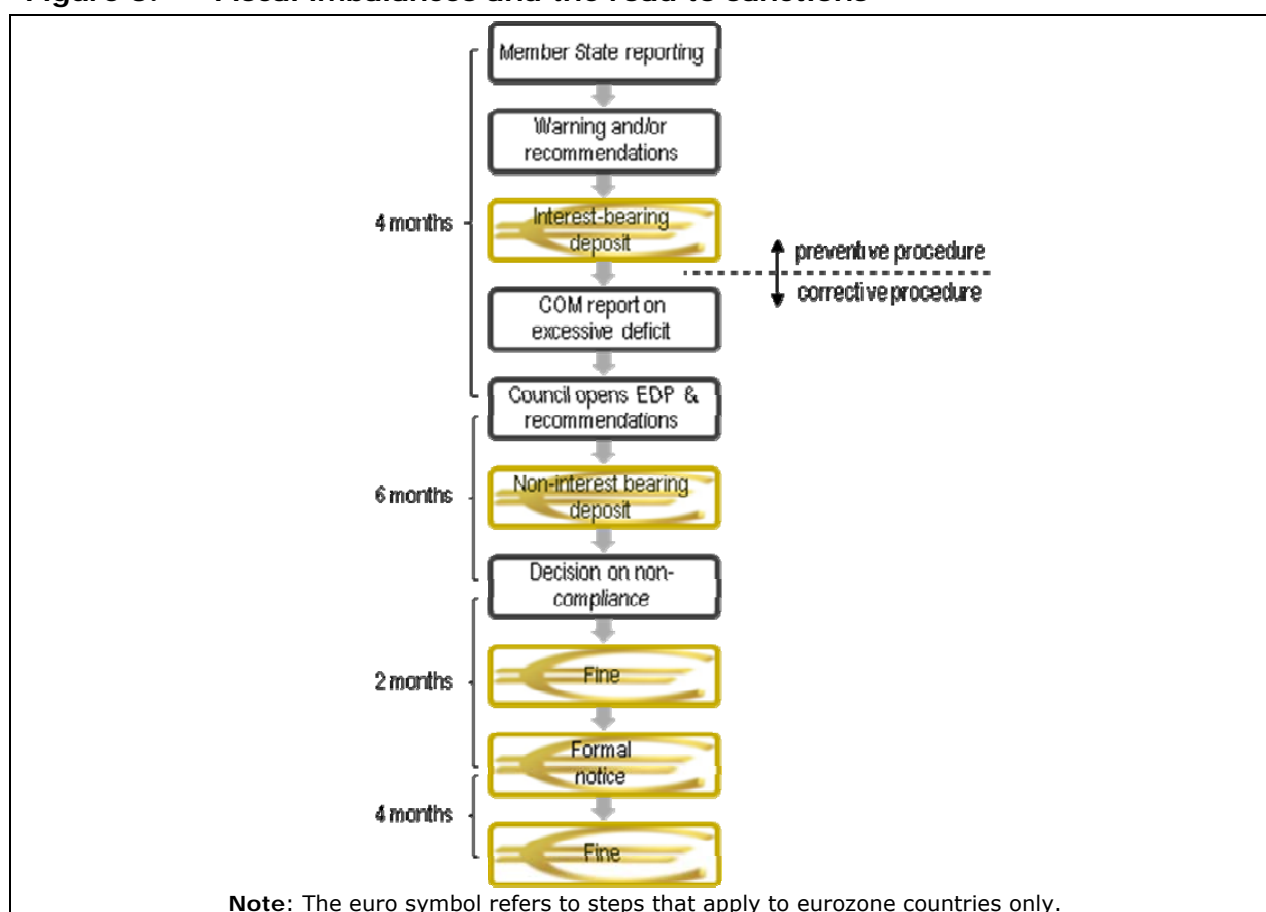 Member State reporting
Warning and/or
recommendations
4 months
Interest-bearing
deposit
preventive procedure
corrective procedure
COM report on
excessive deficit
Council opens EDP &
recommendations
6 months
Non-interest bearing
deposit
Decision on non-
compliance
2 months
Fine
Formal
notice
4 months
Fine
Note: The euro symbol refers to steps that apply to eurozone countries only.